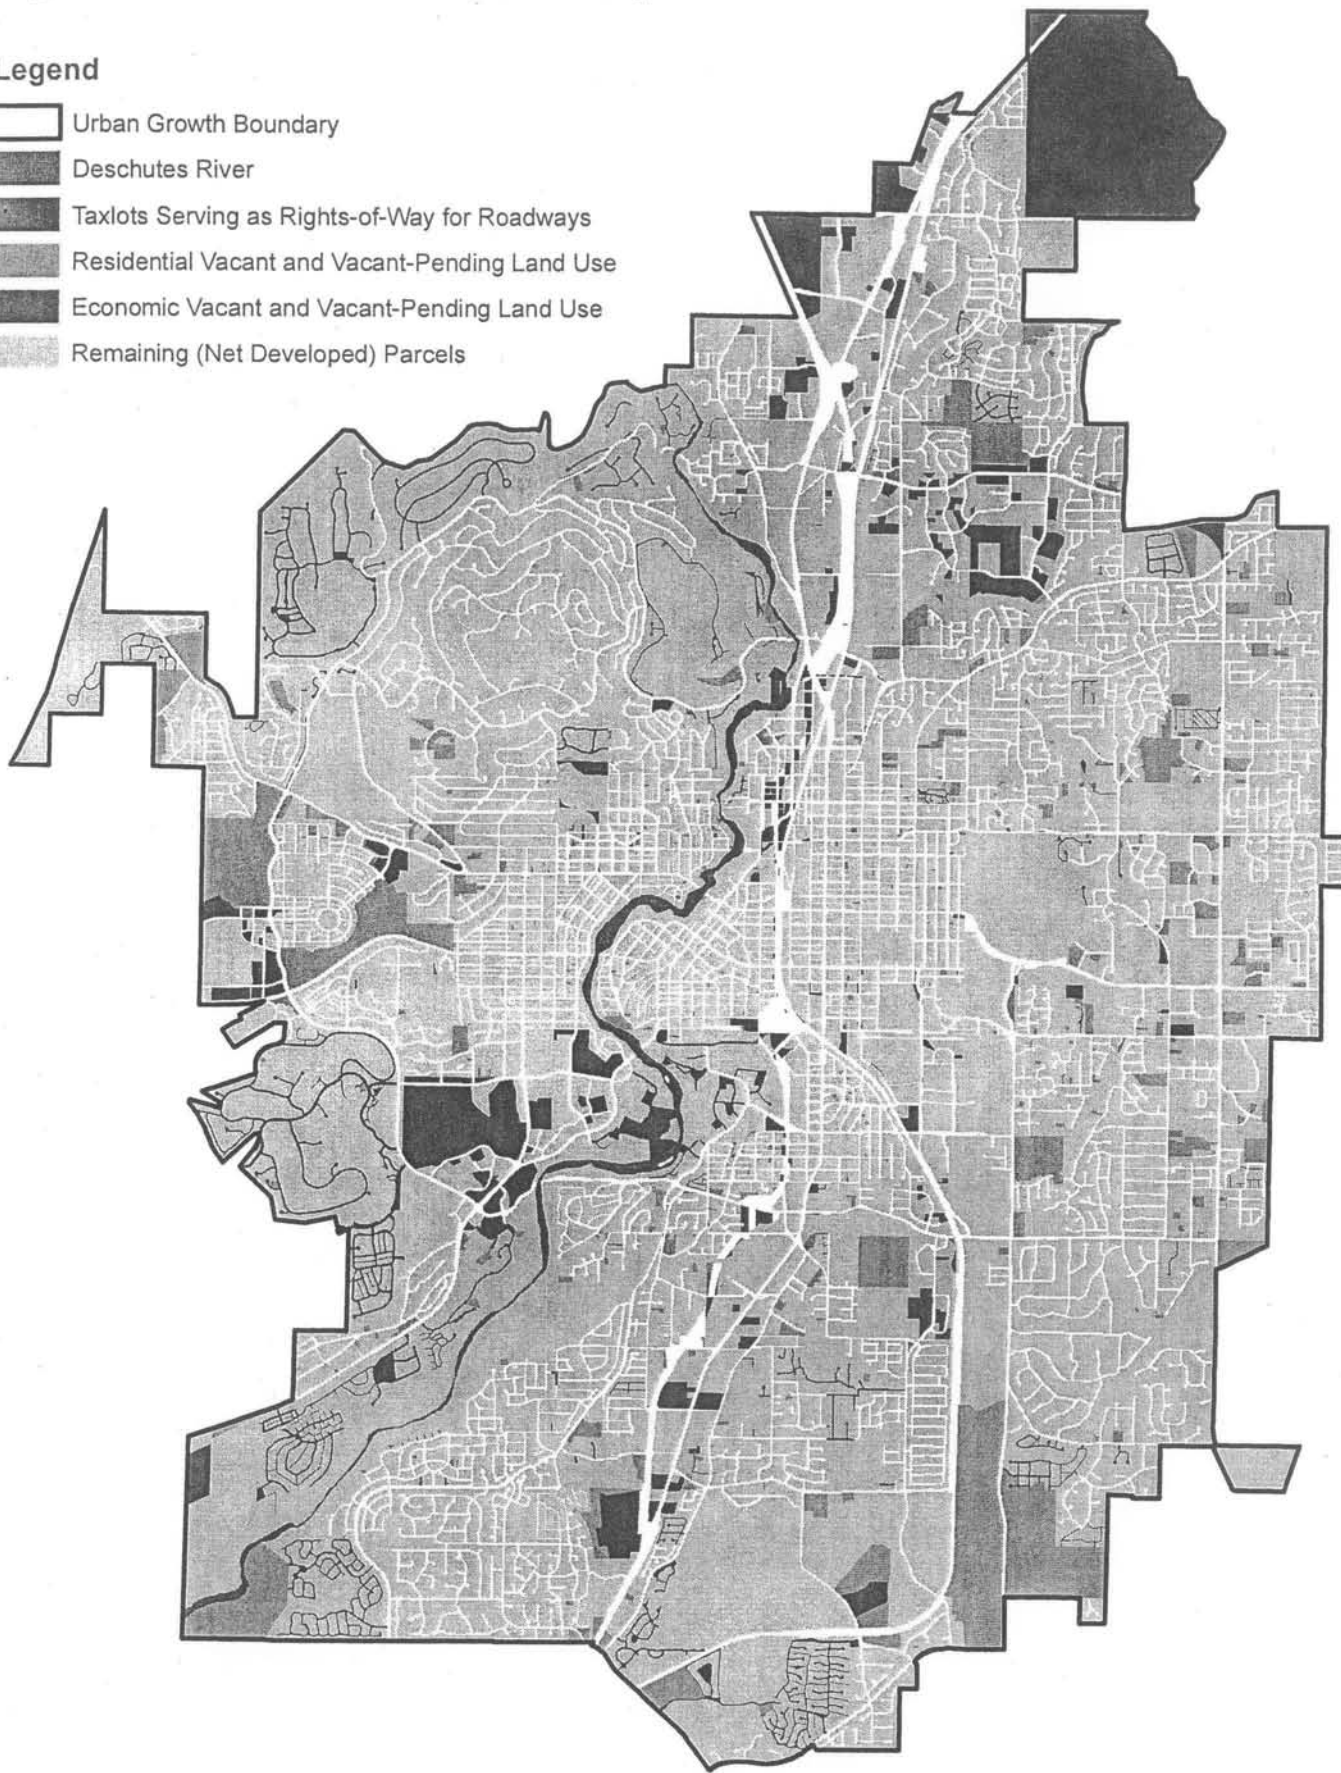 Legend
Urban Growth Boundary
Deschutes River
Taxlots Serving as Rights-of-Way for Roadways
Residential Vacant and Vacant-Pending Land Use
Economic Vacant and Vacant-Pending Land Use
Remaining (Net Developed) Parcels